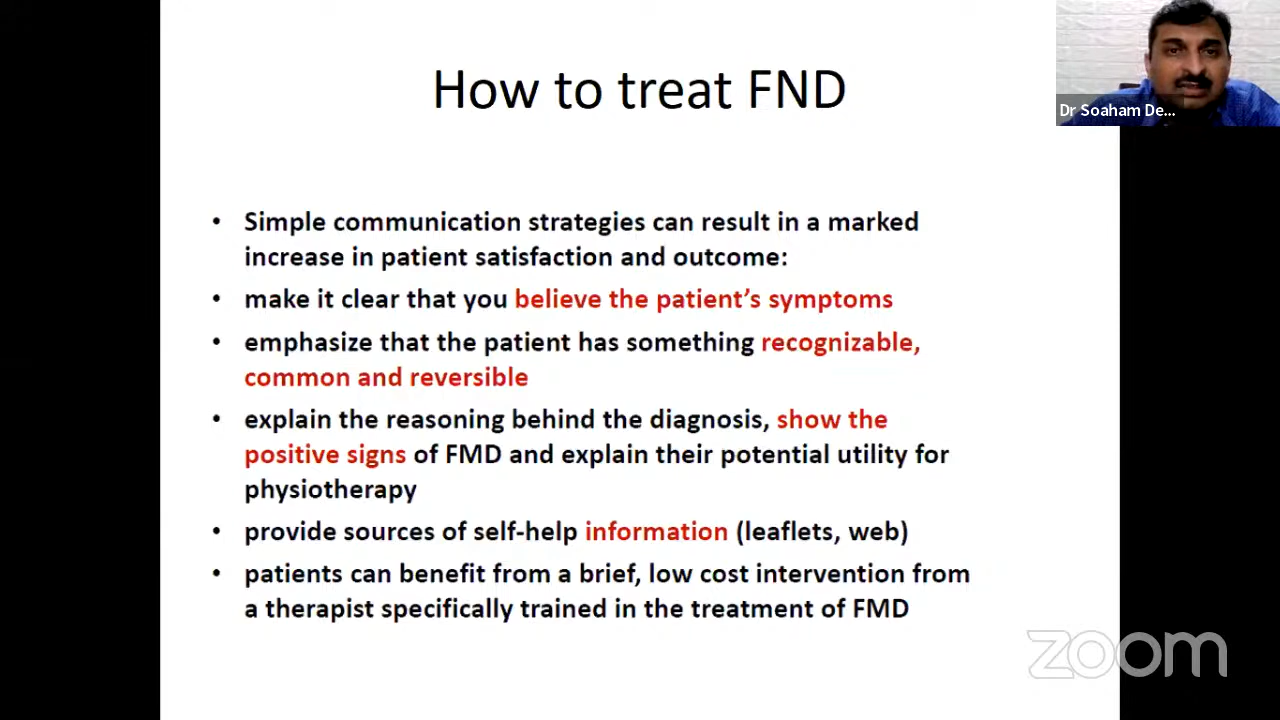 How to treat FND
Dr Soaham De...
• Simple communication strategies can result in a marked
increase in patient satisfaction and outcome:
• make it clear that you believe the patient’s symptoms
• emphasize that the patient has something recognizable,
common and reversible
• explain the reasoning behind the diagnosis, show the
positive signs of FMD and explain their potential utility for
physiotherapy
• provide sources of self-help information (leaflets, web)
• patients can benefit from a brief, low cost intervention from
a therapist specifically trained in the treatment of FMD
zoom